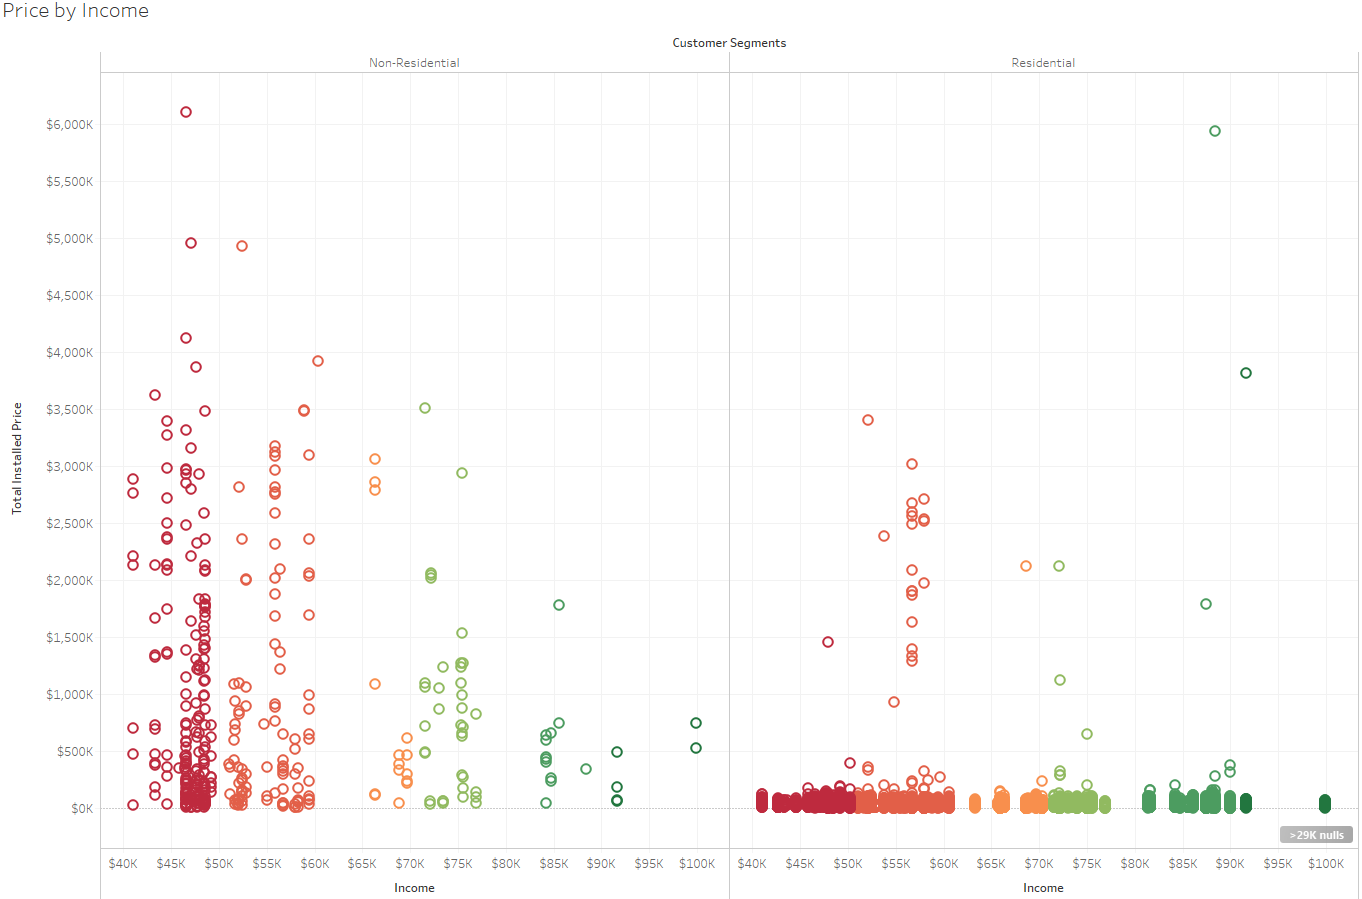 Price by Income
Customer Segments
Non-Residential
Residential
Total Installed Price
$6,000K
$5,500K
$5,000K
$4,500K
$4,000K
$3,500K
$3,000K
$2,500K
$2,000K
$1,500K
$1,000K
$500K
$0K
>29K nulls
$40K $45K $50K $55K $60K $65K $70K $75K $80K $85K $90K $95K $100K
$40K $45K $50K $55K $60K $65K $70K $75K $80K $85K $90K $95K $100K
Income
Income